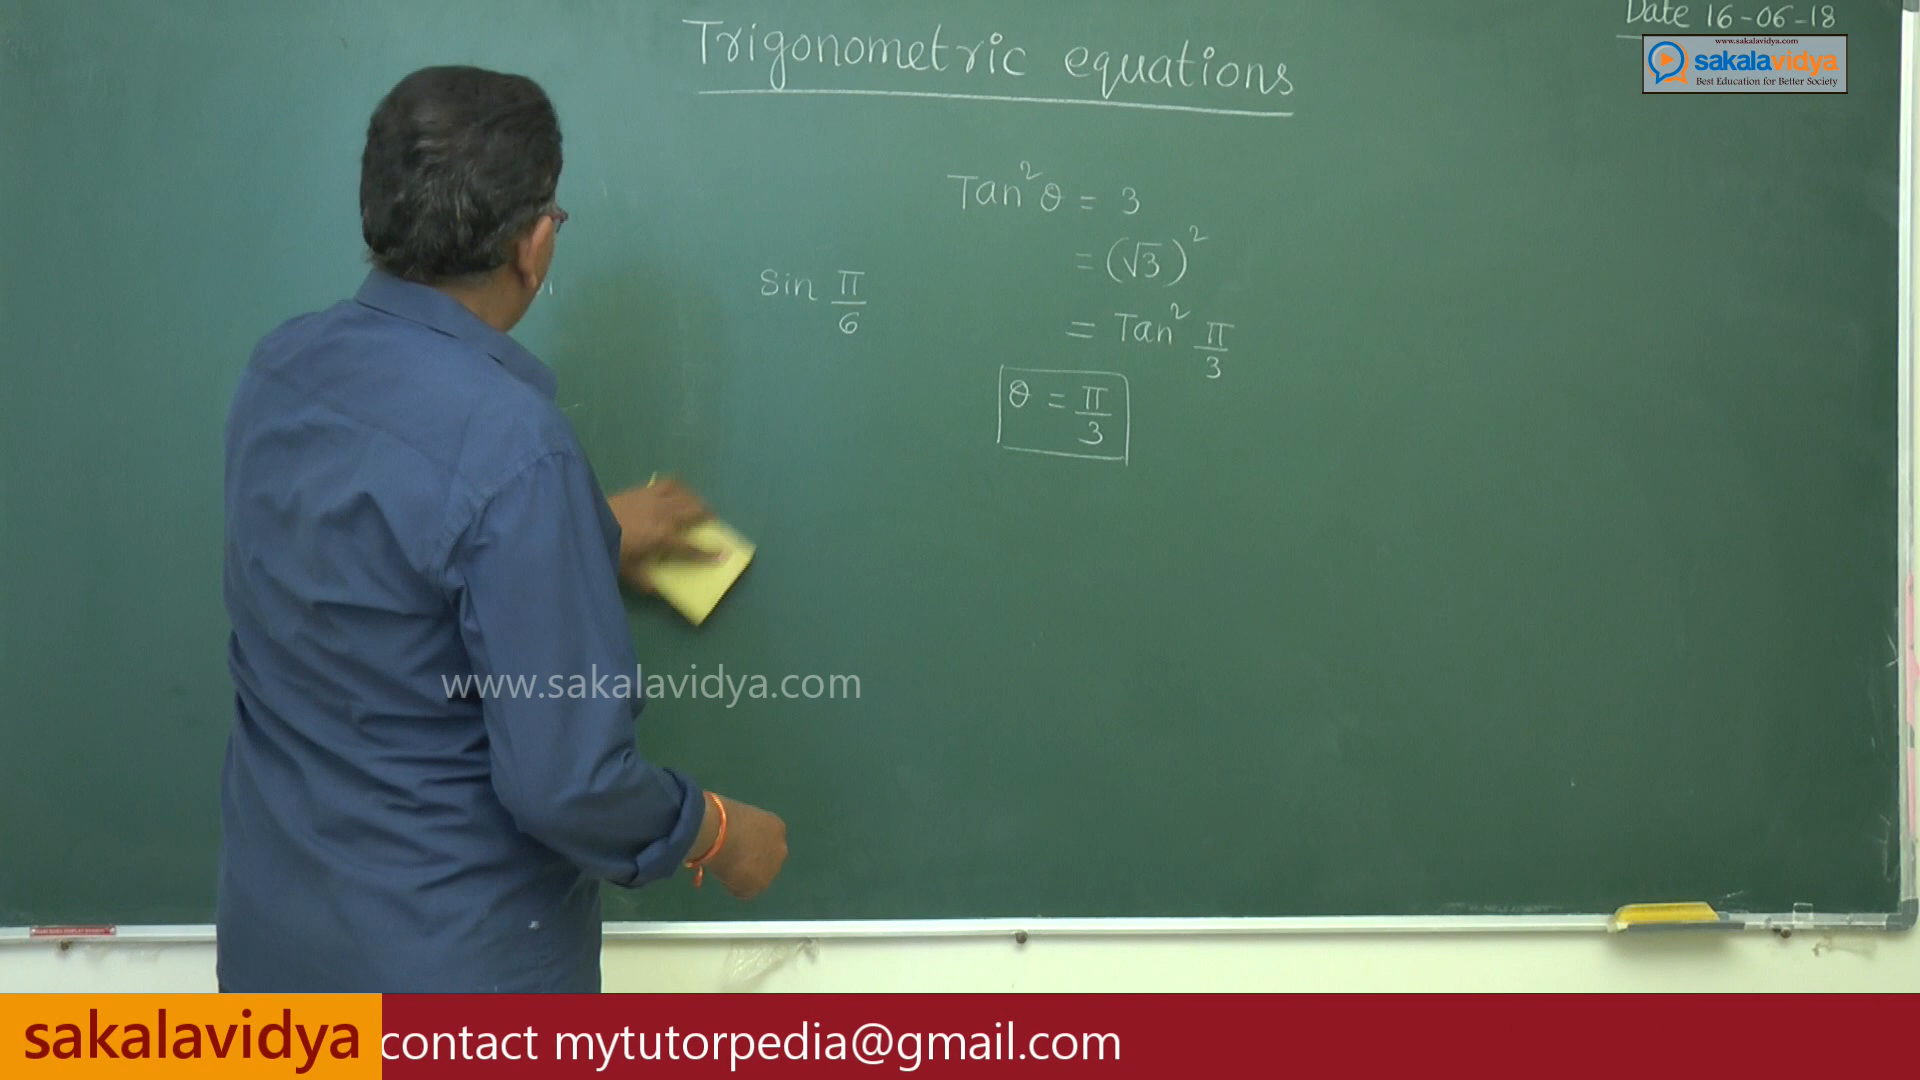 Date 16-06-18
www.sakalavidya.com
sakalavidya
Best Education for Better Society
Trigonometric equations
Tan²θ = 3
= (√3)²
Sin π/6
= Tan² π/3
θ = π/3
www.sakalavidya.com
sakalavidya
contact mytutorpedia@gmail.com